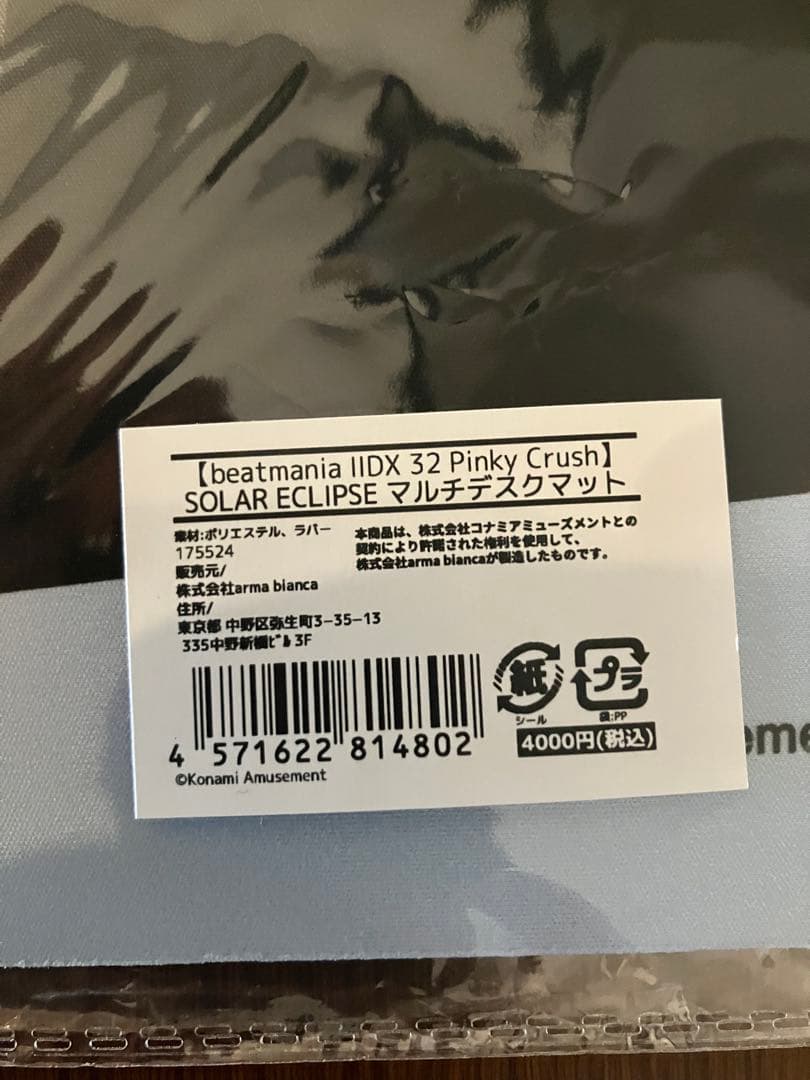 【beatmania IIDX 32 Pinky Crush】
SOLAR ECLIPSE マルチデスクマット
素材:ポリエステル、ラバー
175524
販売元/
株式会社arma bianca
住所/
東京都 中野区弥生町3-35-13
335中野新橋ﾋﾞﾙ 3F
本商品は、株式会社コナミアミューズメントとの
契約により許諾された権利を使用して、
株式会社arma biancaが製造したものです。
紙
シール
プラ
袋:PP
4000円(税込)
4 571622 814802
©Konami Amusement
eme